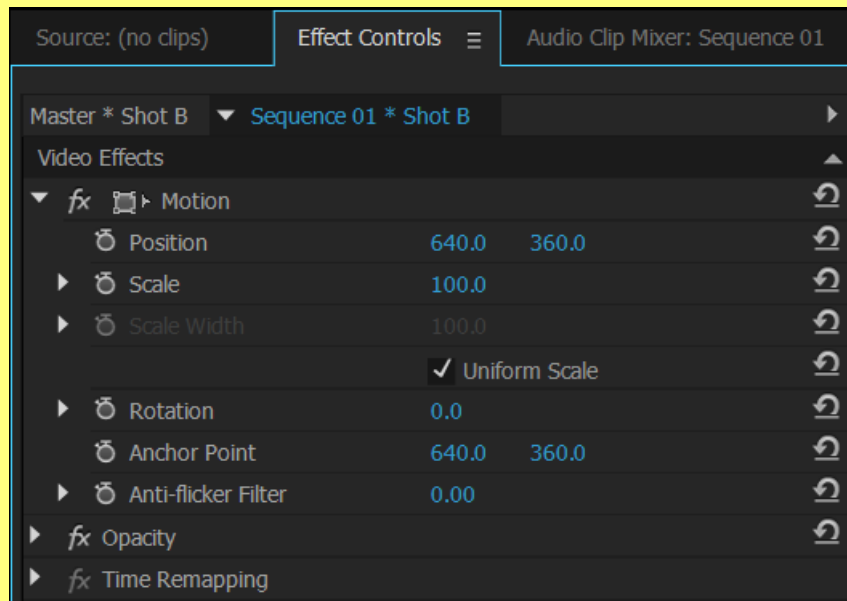 Source: (no clips) Effect Controls Audio Clip Mixer: Sequence 01
Master * Shot B Sequence 01 * Shot B
Video Effects
fx Motion
Position 640.0 360.0
Scale 100.0
Scale Width 100.0
Uniform Scale
Rotation 0.0
Anchor Point 640.0 360.0
Anti-flicker Filter 0.00
fx Opacity
fx Time Remapping